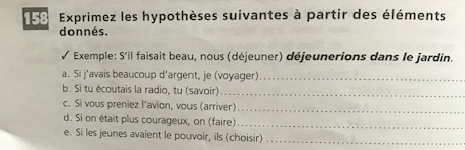 158 Exprimez les hypothèses suivantes à partir des éléments
donnés.
✓ Exemple: S'il faisait beau, nous (déjeuner) déjeunerions dans le jardin.
a. Si j'avais beaucoup d'argent, je (voyager)....................................................
b. Si tu écoutais la radio, tu (savoir)....................................................
c. Si vous preniez l'avion, vous (arriver)....................................................
d. Si on était plus courageux, on (faire)....................................................
e. Si les jeunes avaient le pouvoir, ils (choisir) ....................................................